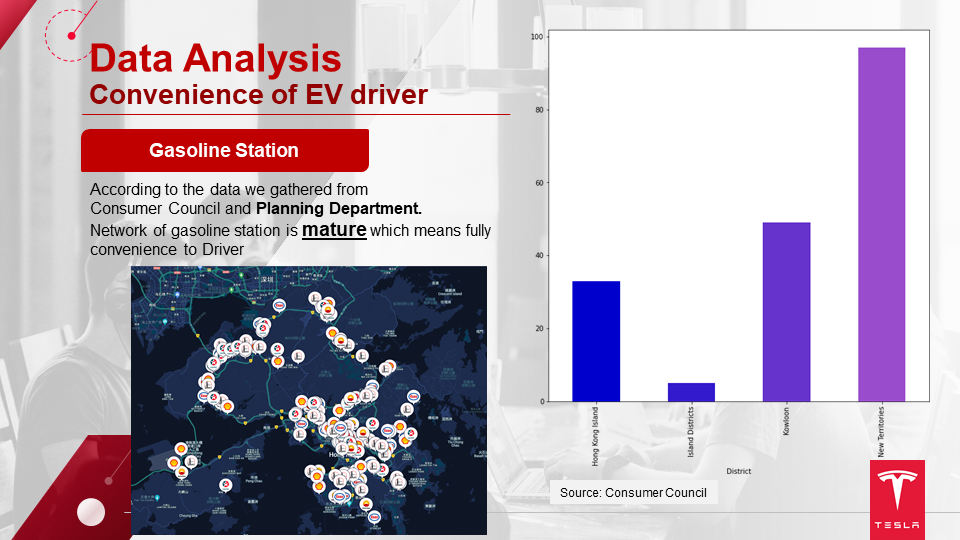 Data Analysis
Convenience of EV driver
Gasoline Station
According to the data we gathered from
Consumer Council and Planning Department.
Network of gasoline station is mature which means fully
convenience to Driver
深圳
100
80
60
40
20
0
Hong Kong Island
Island Districts
Kowloon
New Territories
District
Source: Consumer Council
TESLA